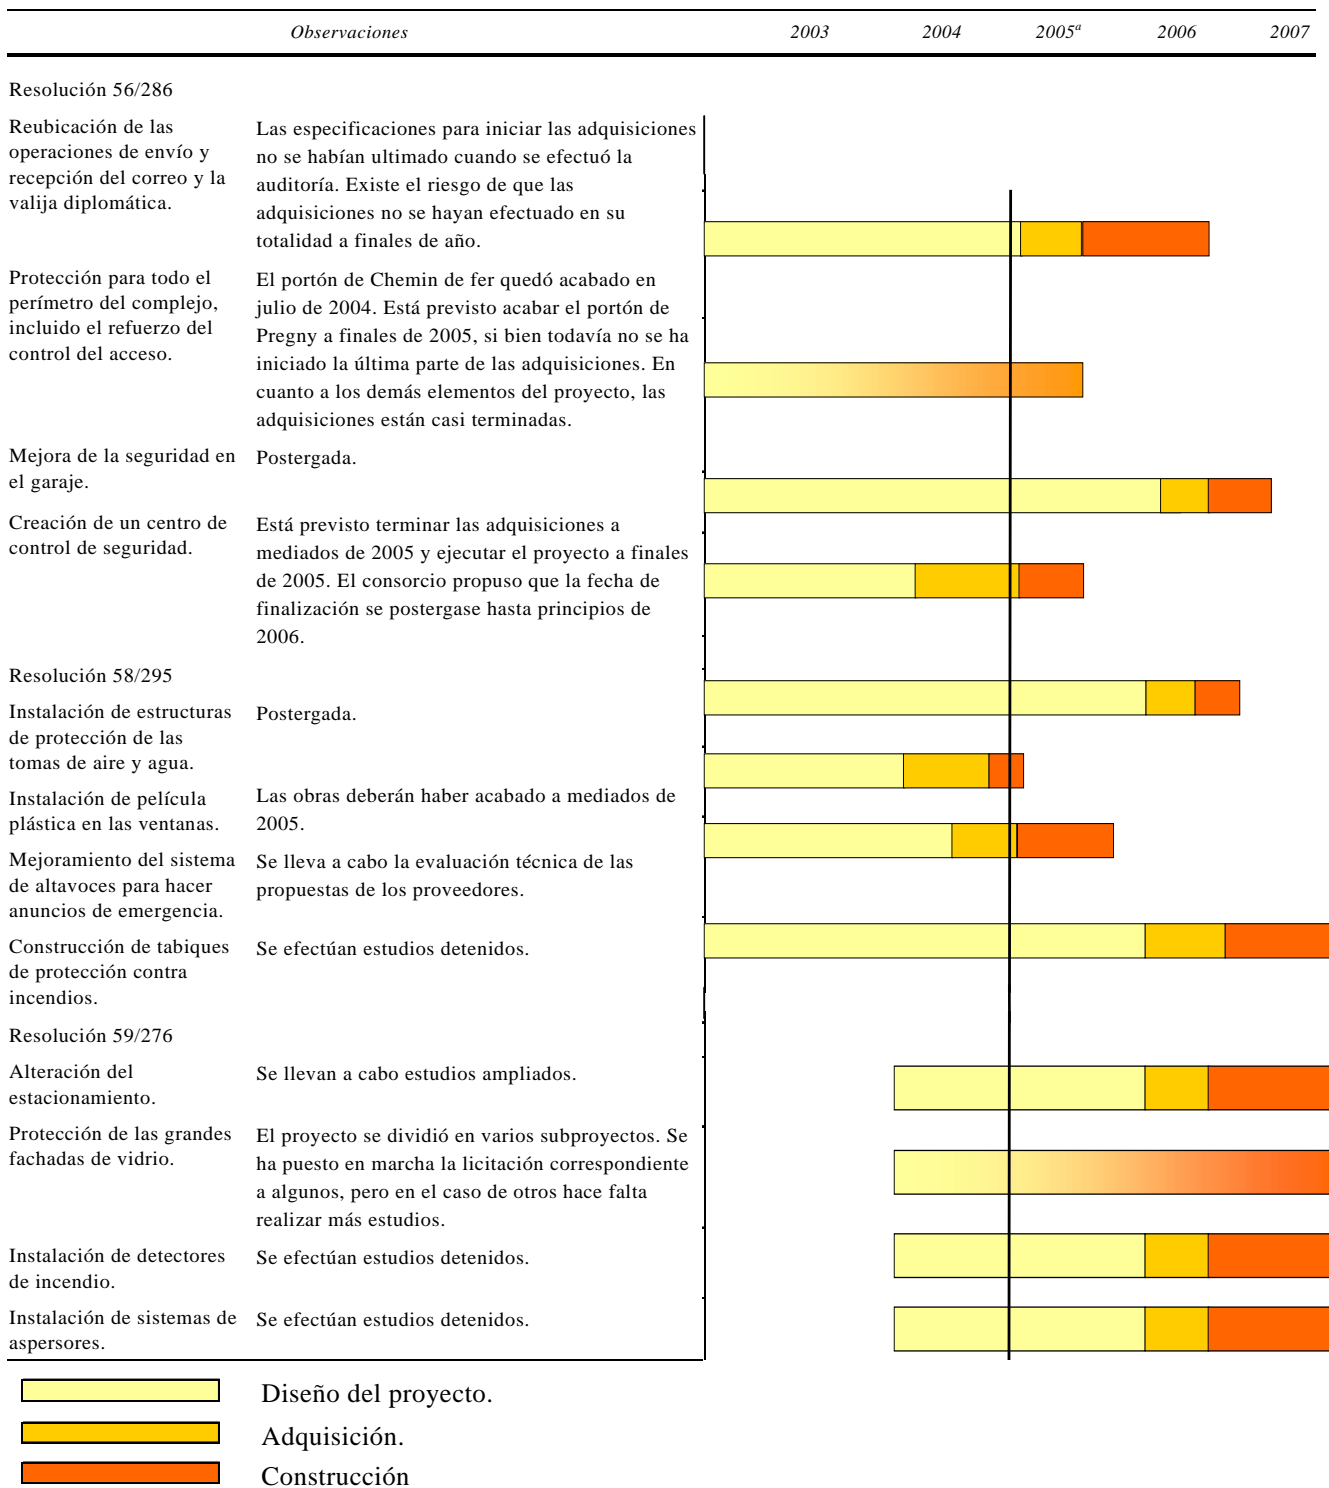 Observaciones 2003 2004 2005a 2006 2007
Resolución 56/286
Reubicación de las
operaciones de envío y
recepción del correo y la
valija diplomática.
Las especificaciones para iniciar las adquisiciones
no se habían ultimado cuando se efectuó la
auditoría. Existe el riesgo de que las
adquisiciones no se hayan efectuado en su
totalidad a finales de año.
Protección para todo el
perímetro del complejo,
incluido el refuerzo del
control del acceso.
El portón de Chemin de fer quedó acabado en
julio de 2004. Está previsto acabar el portón de
Pregny a finales de 2005, si bien todavía no se ha
iniciado la última parte de las adquisiciones. En
cuanto a los demás elementos del proyecto, las
adquisiciones están casi terminadas.
Mejora de la seguridad en
el garaje.
Postergada.
Creación de un centro de
control de seguridad.
Está previsto terminar las adquisiciones a
mediados de 2005 y ejecutar el proyecto a finales
de 2005. El consorcio propuso que la fecha de
finalización se postergase hasta principios de
2006.
Resolución 58/295
Instalación de estructuras
de protección de las
tomas de aire y agua.
Postergada.
Instalación de película
plástica en las ventanas.
Las obras deberán haber acabado a mediados de
2005.
Mejoramiento del sistema
de altavoces para hacer
anuncios de emergencia.
Se lleva a cabo la evaluación técnica de las
propuestas de los proveedores.
Construcción de tabiques
de protección contra
incendios.
Se efectúan estudios detenidos.
Resolución 59/276
Alteración del
estacionamiento.
Se llevan a cabo estudios ampliados.
Protección de las grandes
fachadas de vidrio.
El proyecto se dividió en varios subproyectos. Se
ha puesto en marcha la licitación correspondiente
a algunos, pero en el caso de otros hace falta
realizar más estudios.
Instalación de detectores
de incendio.
Se efectúan estudios detenidos.
Instalación de sistemas de
aspersores.
Se efectúan estudios detenidos.
Diseño del proyecto.
Adquisición.
Construcción